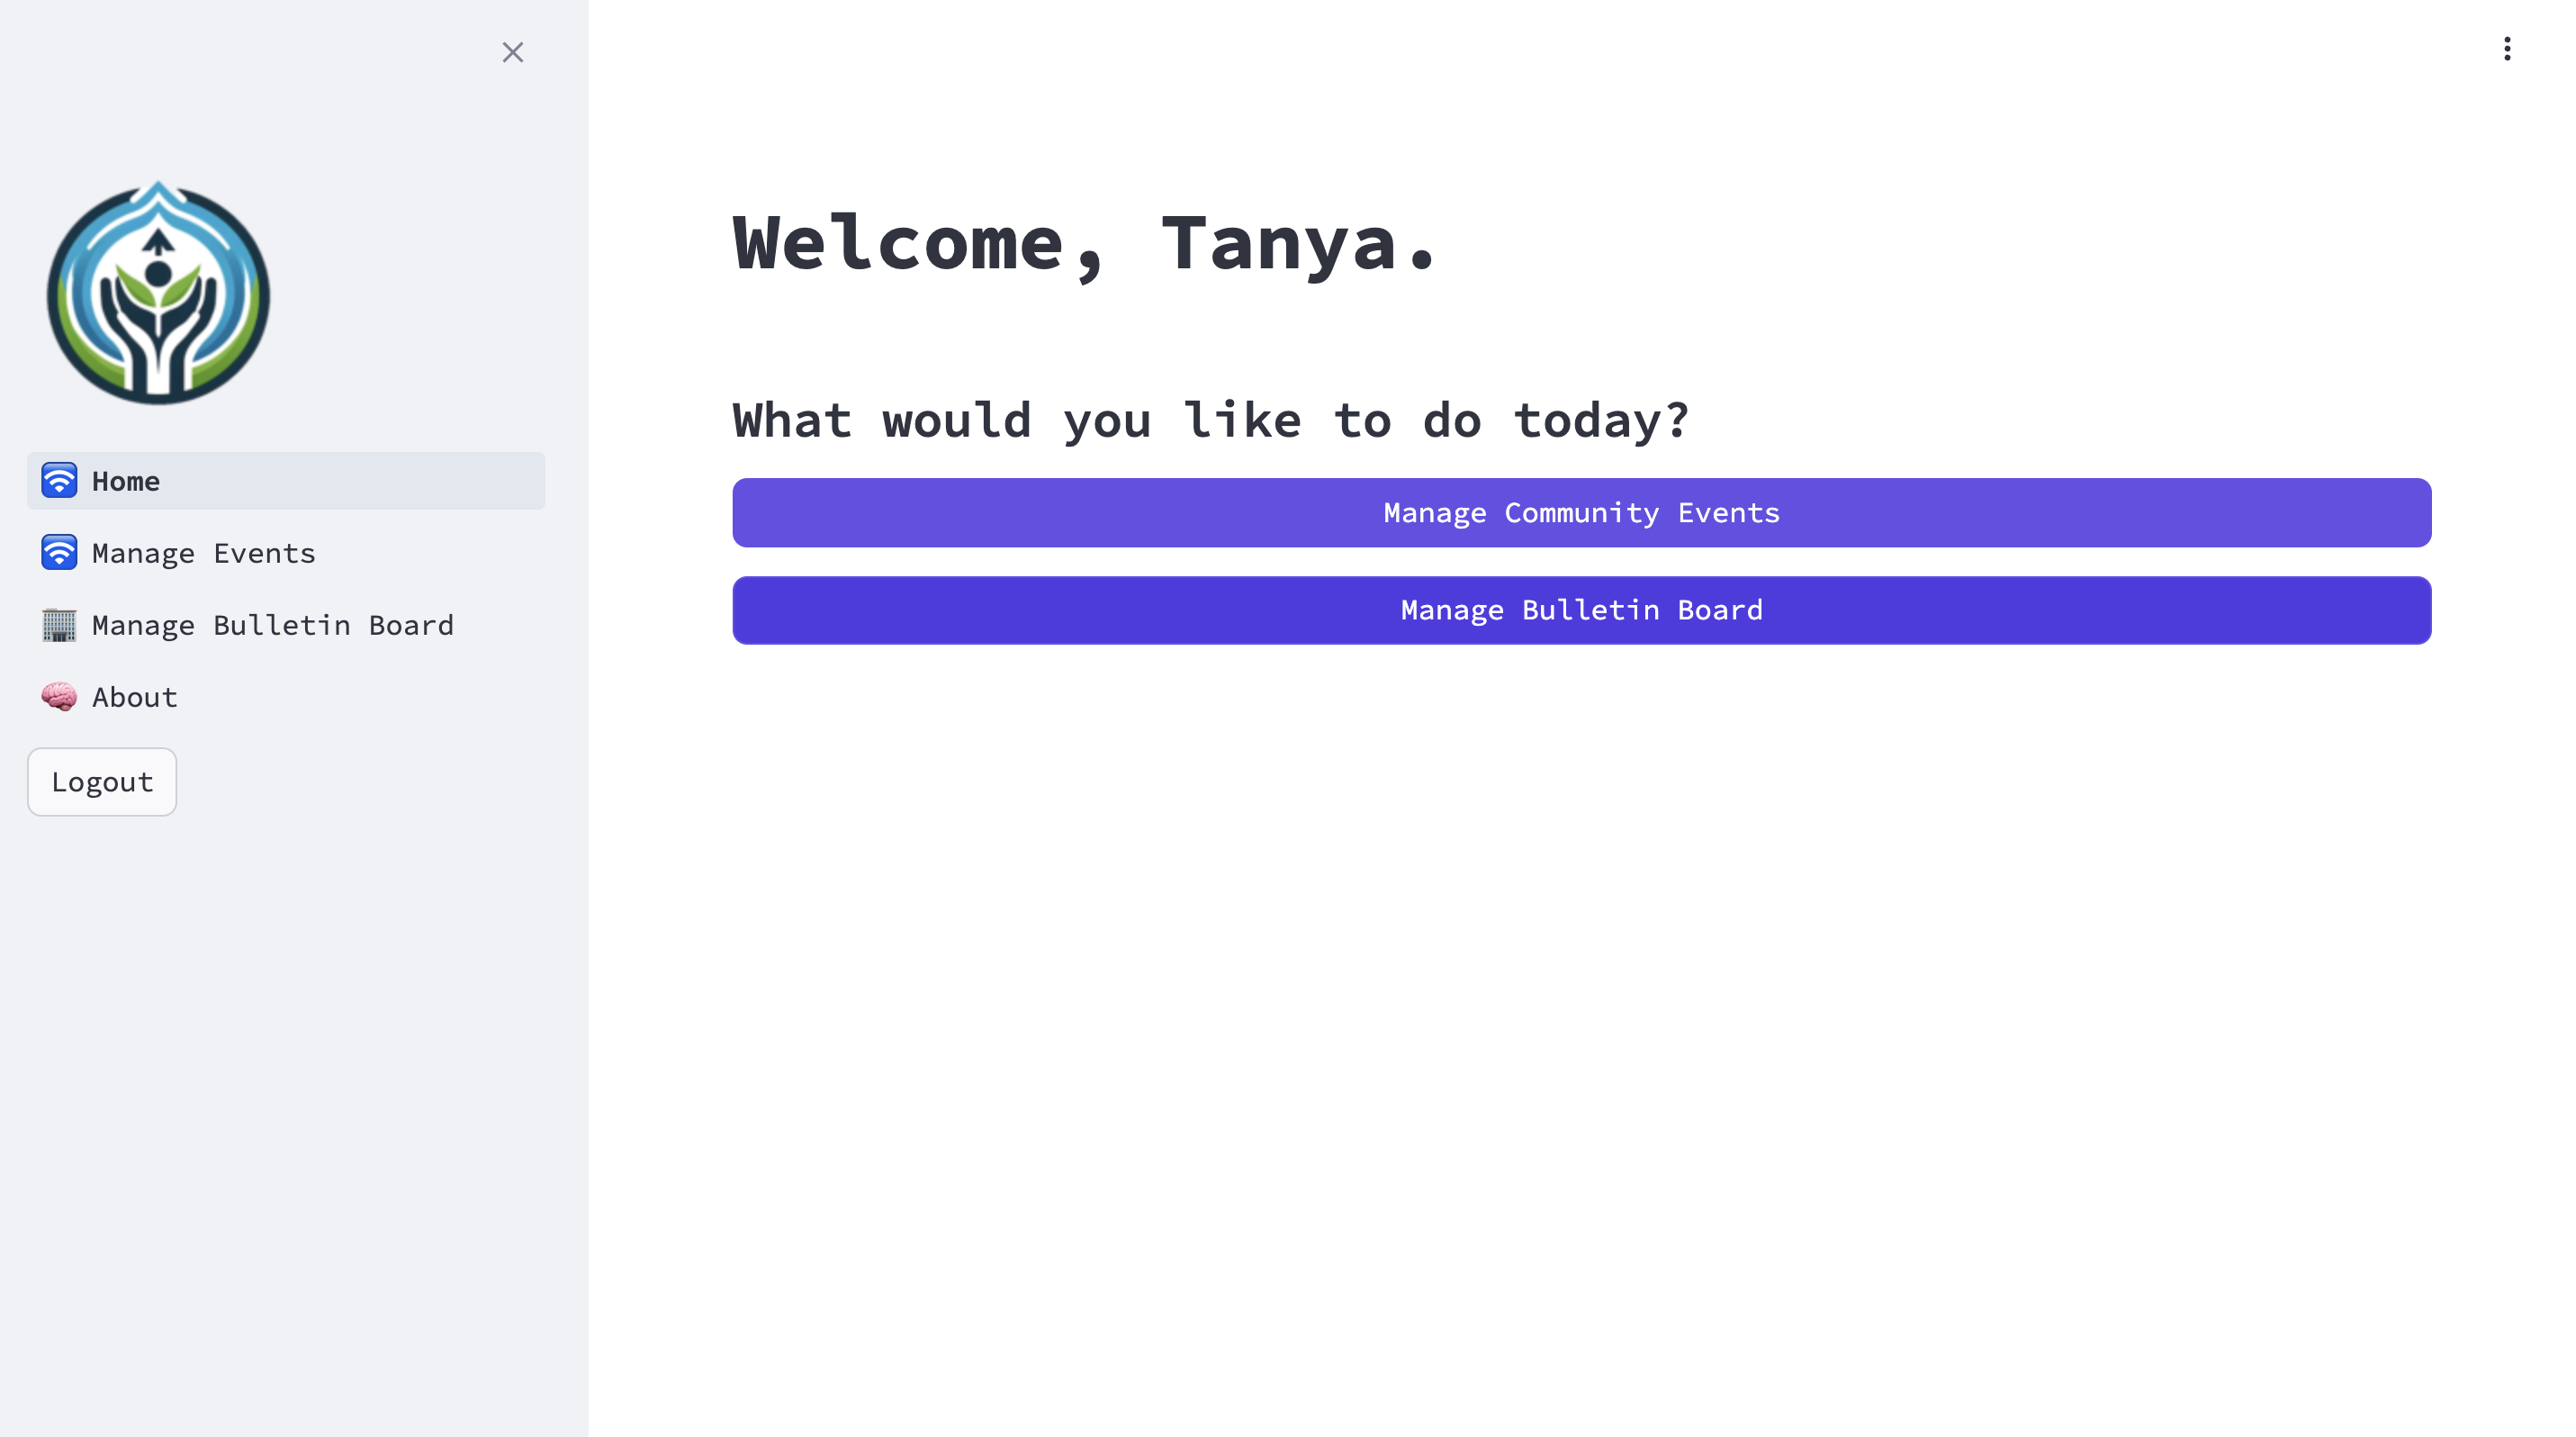 Home
Manage Events
Manage Bulletin Board
About
Logout
Welcome, Tanya.
What would you like to do today?
Manage Community Events
Manage Bulletin Board